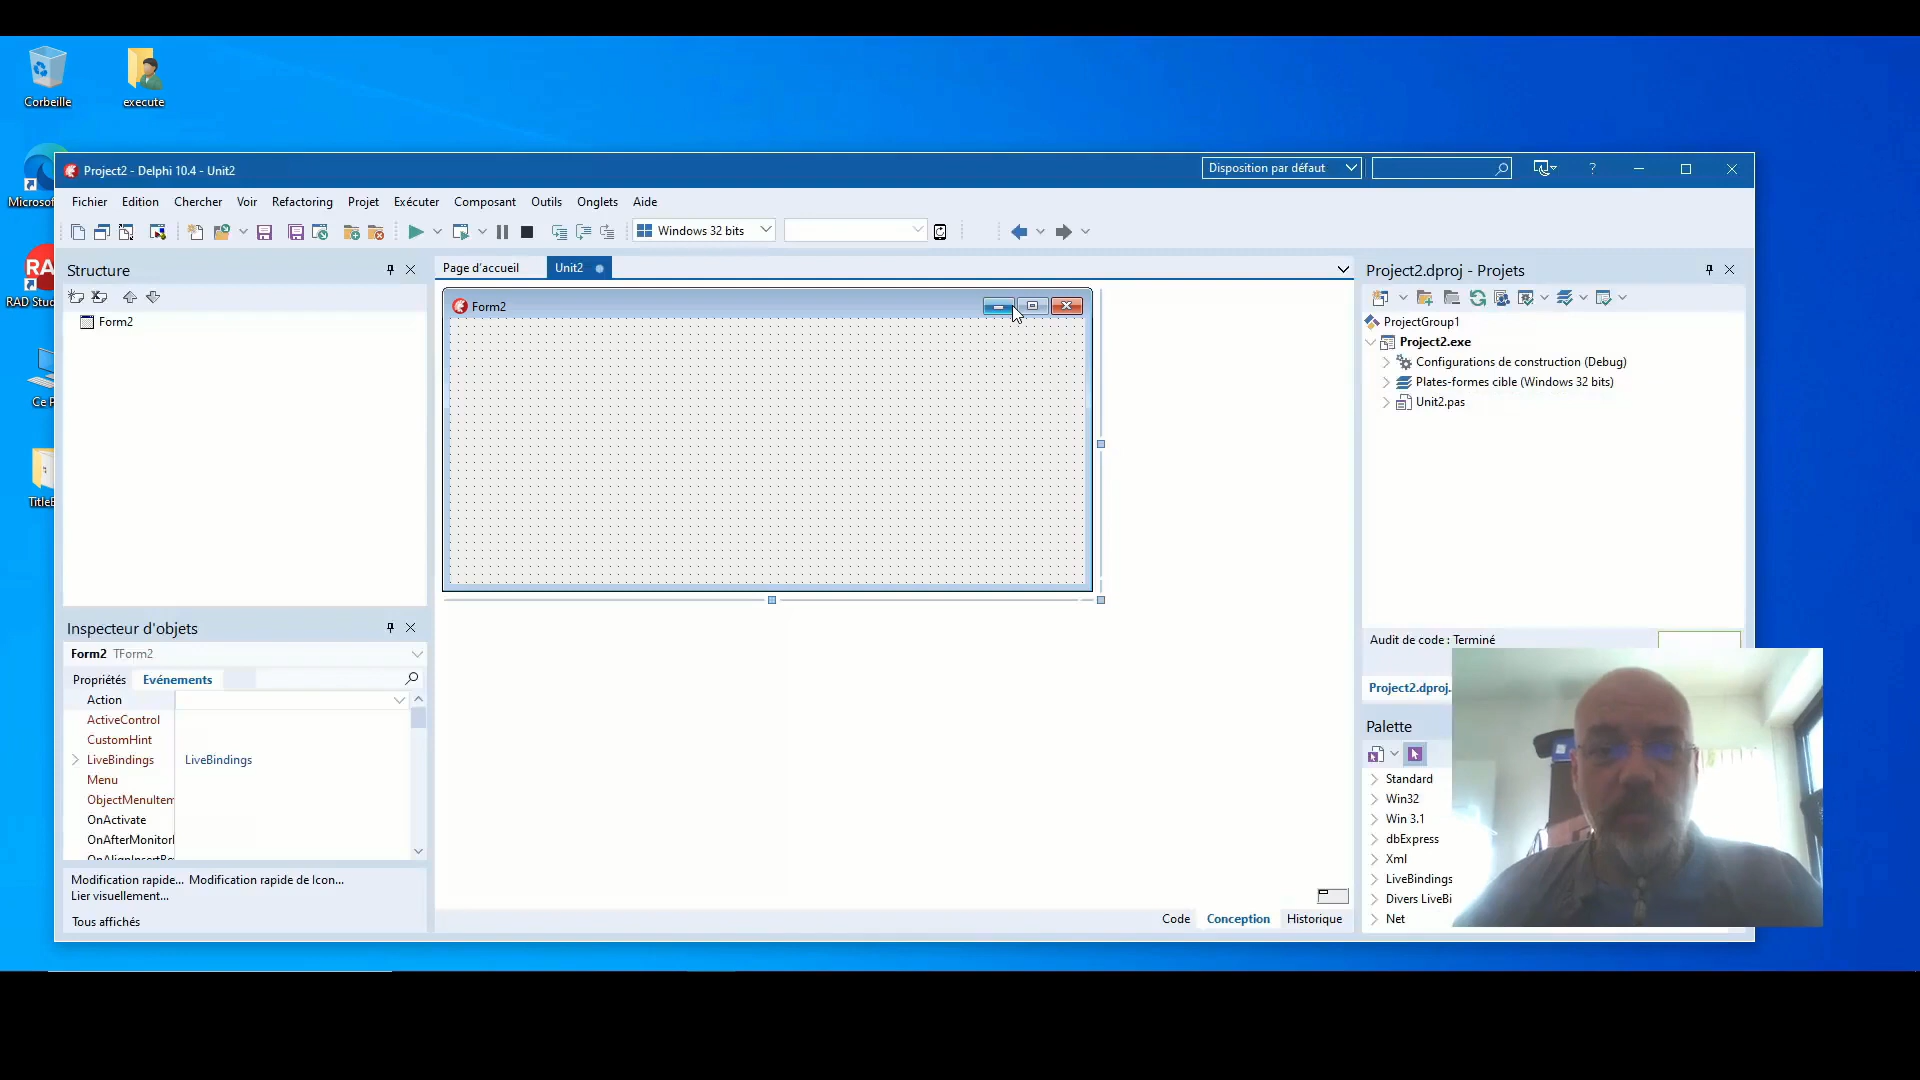 Corbeille
execute
Microsof
RAD Stud
Ce P
TitleB
Project2 - Delphi 10.4 - Unit2
Disposition par défaut
?
Fichier Edition Chercher Voir Refactoring Projet Exécuter Composant Outils Onglets Aide
Windows 32 bits
Structure
Form2
Page d'accueil Unit2
Form2
Project2.dproj - Projets
ProjectGroup1
Project2.exe
Configurations de construction (Debug)
Plates-formes cible (Windows 32 bits)
Unit2.pas
Inspecteur d'objets
Form2 TForm2
Propriétés Evénements
Action
ActiveControl
CustomHint
LiveBindings LiveBindings
Menu
ObjectMenuItem
OnActivate
OnAfterMonitor
Modification rapide... Modification rapide de Icon...
Lier visuellement...
Tous affichés
Code Conception Historique
Audit de code : Terminé
Project2.dproj.
Palette
Standard
Win32
Win 3.1
dbExpress
Xml
LiveBindings
Divers LiveBi
Net